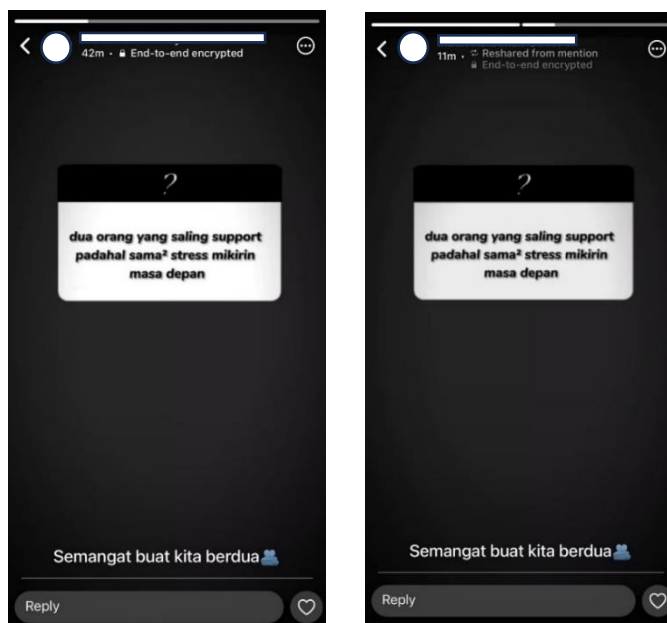 42m · End-to-end encrypted
?
dua orang yang saling support
padahal sama² stress mikirin
masa depan
Semangat buat kita berdua🫂
Reply
11m · Reshared from mention
End-to-end encrypted
?
dua orang yang saling support
padahal sama² stress mikirin
masa depan
Semangat buat kita berdua🫂
Reply